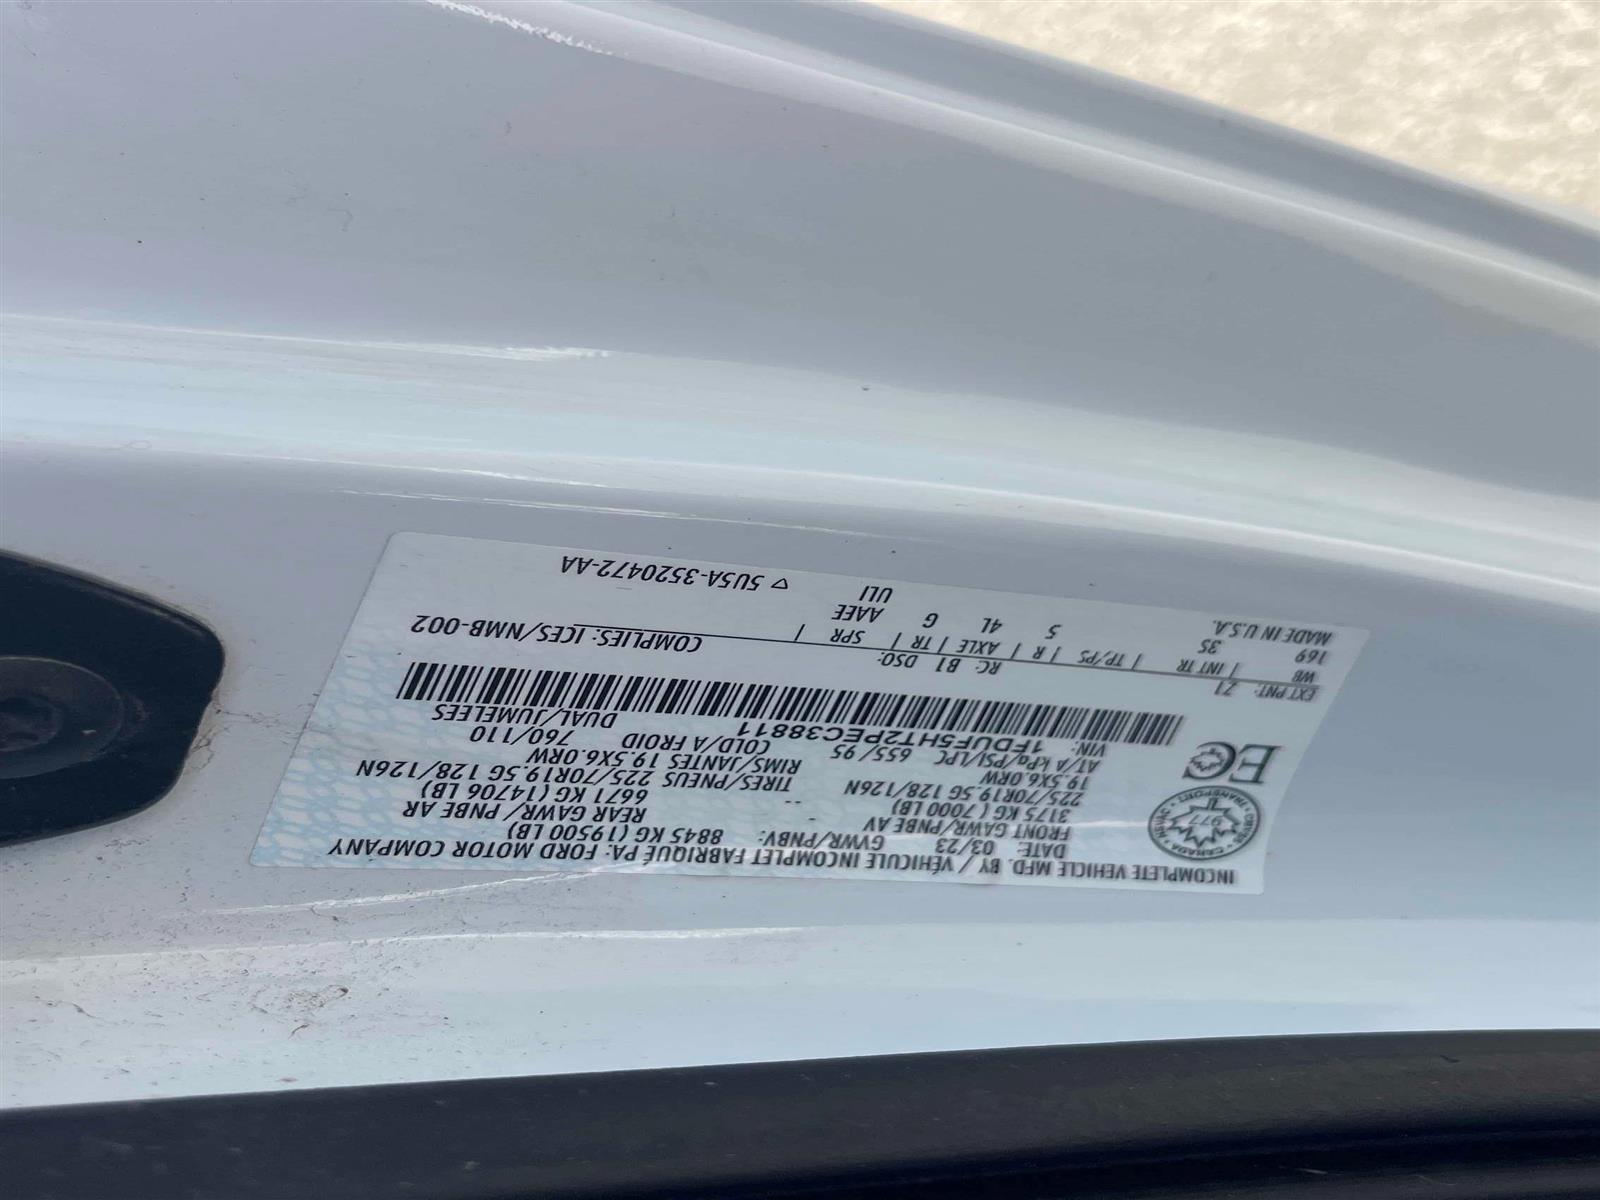 INCOMPLETE VEHICLE MFD. BY / VÉHICULE INCOMPLET FABRIQUÉ PA. FORD MOTOR COMPANY
DATE: 03/23 GVWR/PNBV: 8845 KG (19500 LB)
FRONT GAWR/PNBE AV -- REAR GAWR/ PNBE AR
3175 KG (7000 LB) -- 6671 KG (14706 LB)
225/70R19.5G 128/126N TIRES/PNEUS 225/70R19.5G 128/126N
19.5X6.0RW RIMS/JANTES 19.5X6.0RW
AT/A kPa/PSI/LPC 655/95 COLD/A FROID 760/110
VIN: 1FDUF5HT2PEC38811 DUAL/JUMELEES
EC
CANADA
TRANSPORT
977
EXT PNT: Z1 RC: B1 DSO: COMPLIES: ICES/NMB-002
WB | INT TR | TP/PS | R | AXLE | TR | SPR |
169 35 5 4L G AAEE
MADE IN U.S.A. ULI ▽ 5U5A-3520472-AA